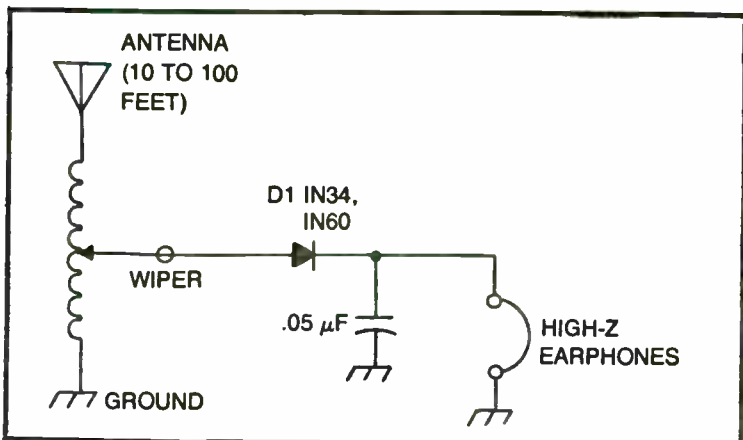 ANTENNA
(10 TO 100
FEET)
D1 IN34,
IN60
WIPER
.05 μF
HIGH-Z
EARPHONES
GROUND